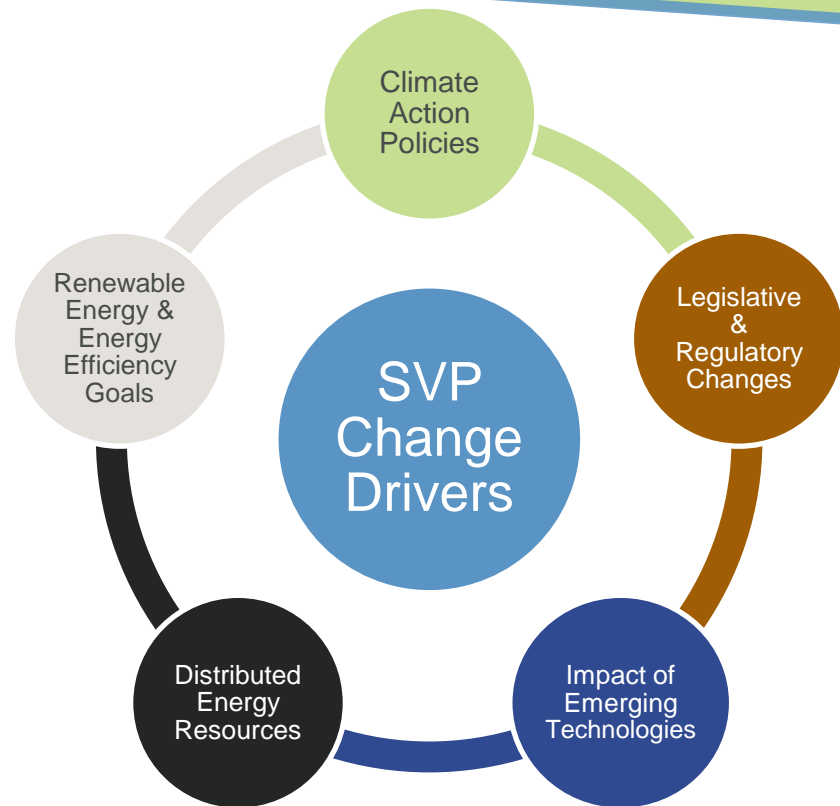 Climate
Action
Policies
Legislative
&
Regulatory
Changes
Impact of
Emerging
Technologies
Distributed
Energy
Resources
Renewable
Energy &
Energy
Efficiency
Goals
SVP
Change
Drivers